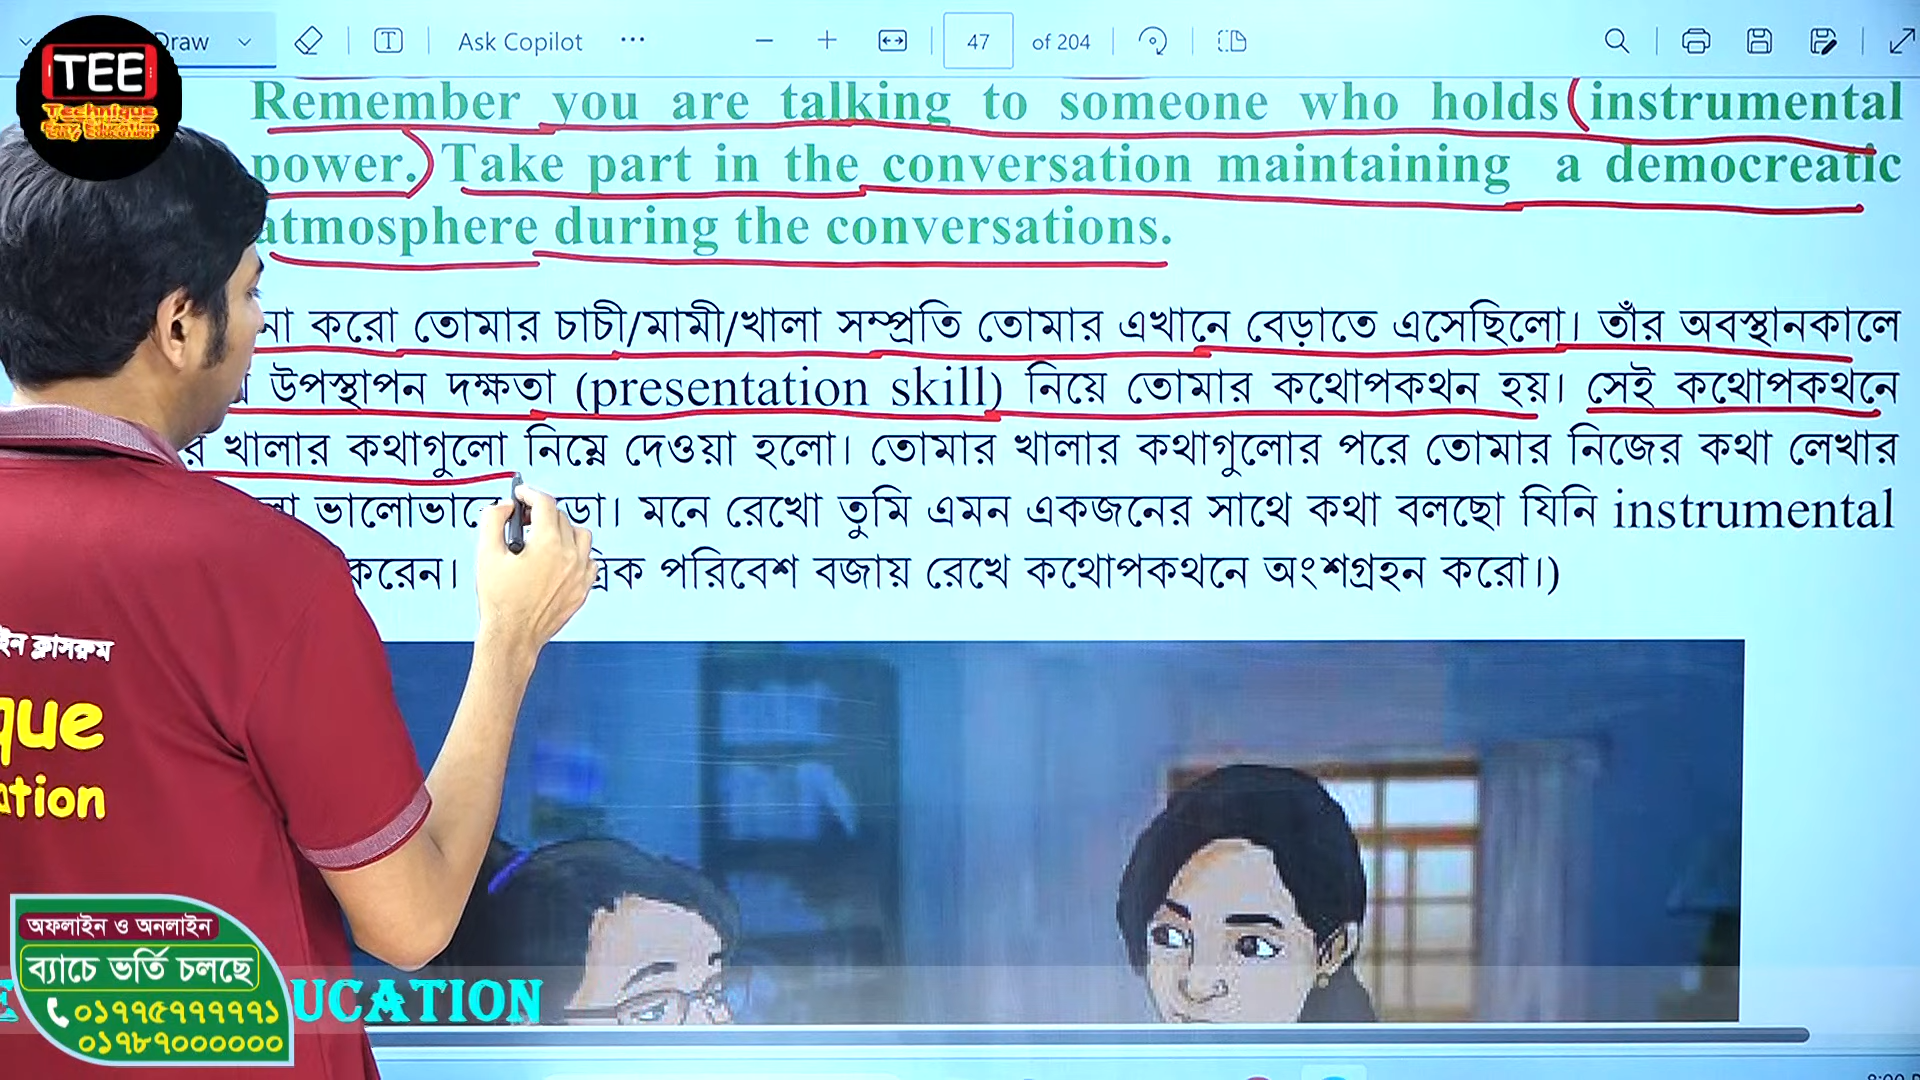 Draw
Ask Copilot
47 of 204
TEE
Technique
Easy Education
Remember you are talking to someone who holds (instrumental
power.) Take part in the conversation maintaining a democreatic
atmosphere during the conversations.
না করো তোমার চাচী/মামী/খালা সম্প্রতি তোমার এখানে বেড়াতে এসেছিলো। তাঁর অবস্থানকালে
উপস্থাপন দক্ষতা (presentation skill) নিয়ে তোমার কথোপকথন হয়। সেই কথোপকথনে
র খালার কথাগুলো নিম্নে দেওয়া হলো। তোমার খালার কথাগুলোর পরে তোমার নিজের কথা লেখার
ভালোভাবে ড়ো। মনে রেখো তুমি এমন একজনের সাথে কথা বলছো যিনি instrumental
করেন। ত্রিক পরিবেশ বজায় রেখে কথোপকথনে অংশগ্রহন করো।)
ইন ক্লাসরুম
que
ation
অফলাইন ও অনলাইন
ব্যাচে ভর্তি চলছে
০১৭৭৫৭৭৭৭৭১
০১৭৮৭০০০০০০
UCATION